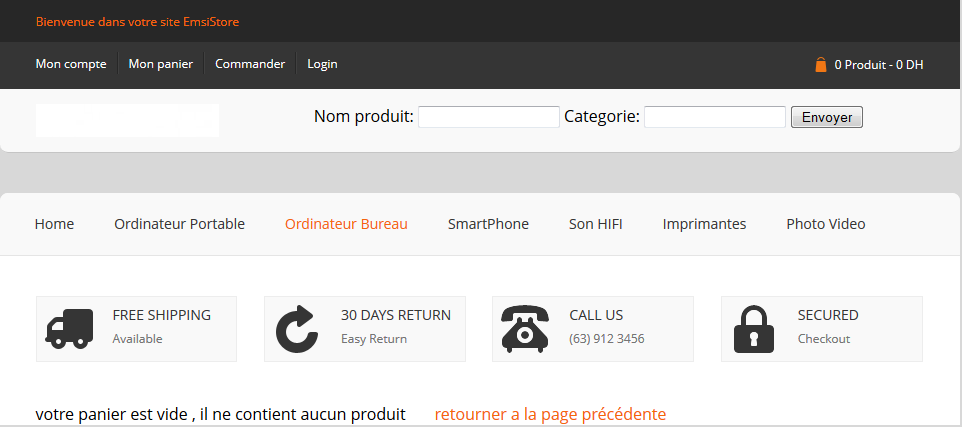 Bienvenue dans votre site EmsiStore
Mon compte Mon panier Commander Login 0 Produit - 0 DH
Nom produit: Categorie: Envoyer
Home Ordinateur Portable Ordinateur Bureau SmartPhone Son HIFI Imprimantes Photo Video
FREE SHIPPING
Available
30 DAYS RETURN
Easy Return
CALL US
(63) 912 3456
SECURED
Checkout
votre panier est vide , il ne contient aucun produit retourner a la page précédente